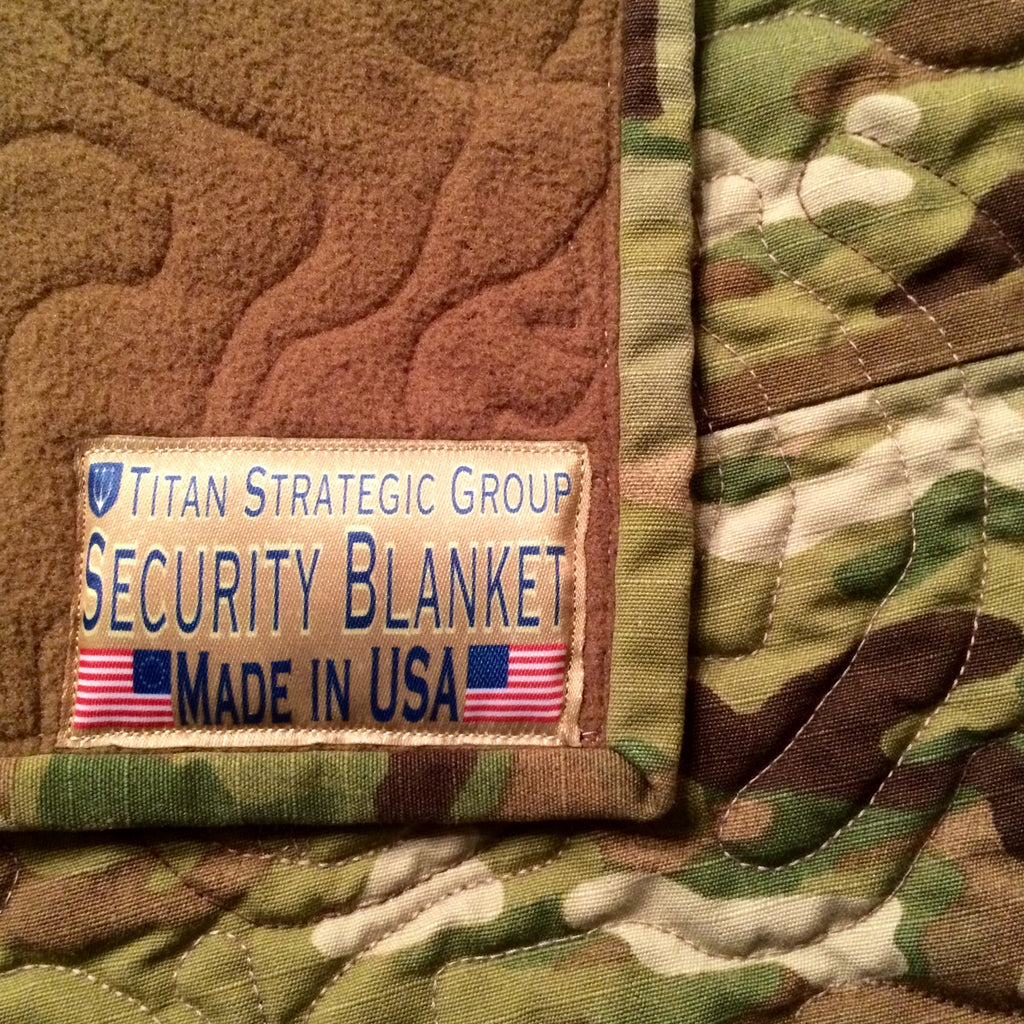 Titan Strategic Group
Security Blanket
Made in USA